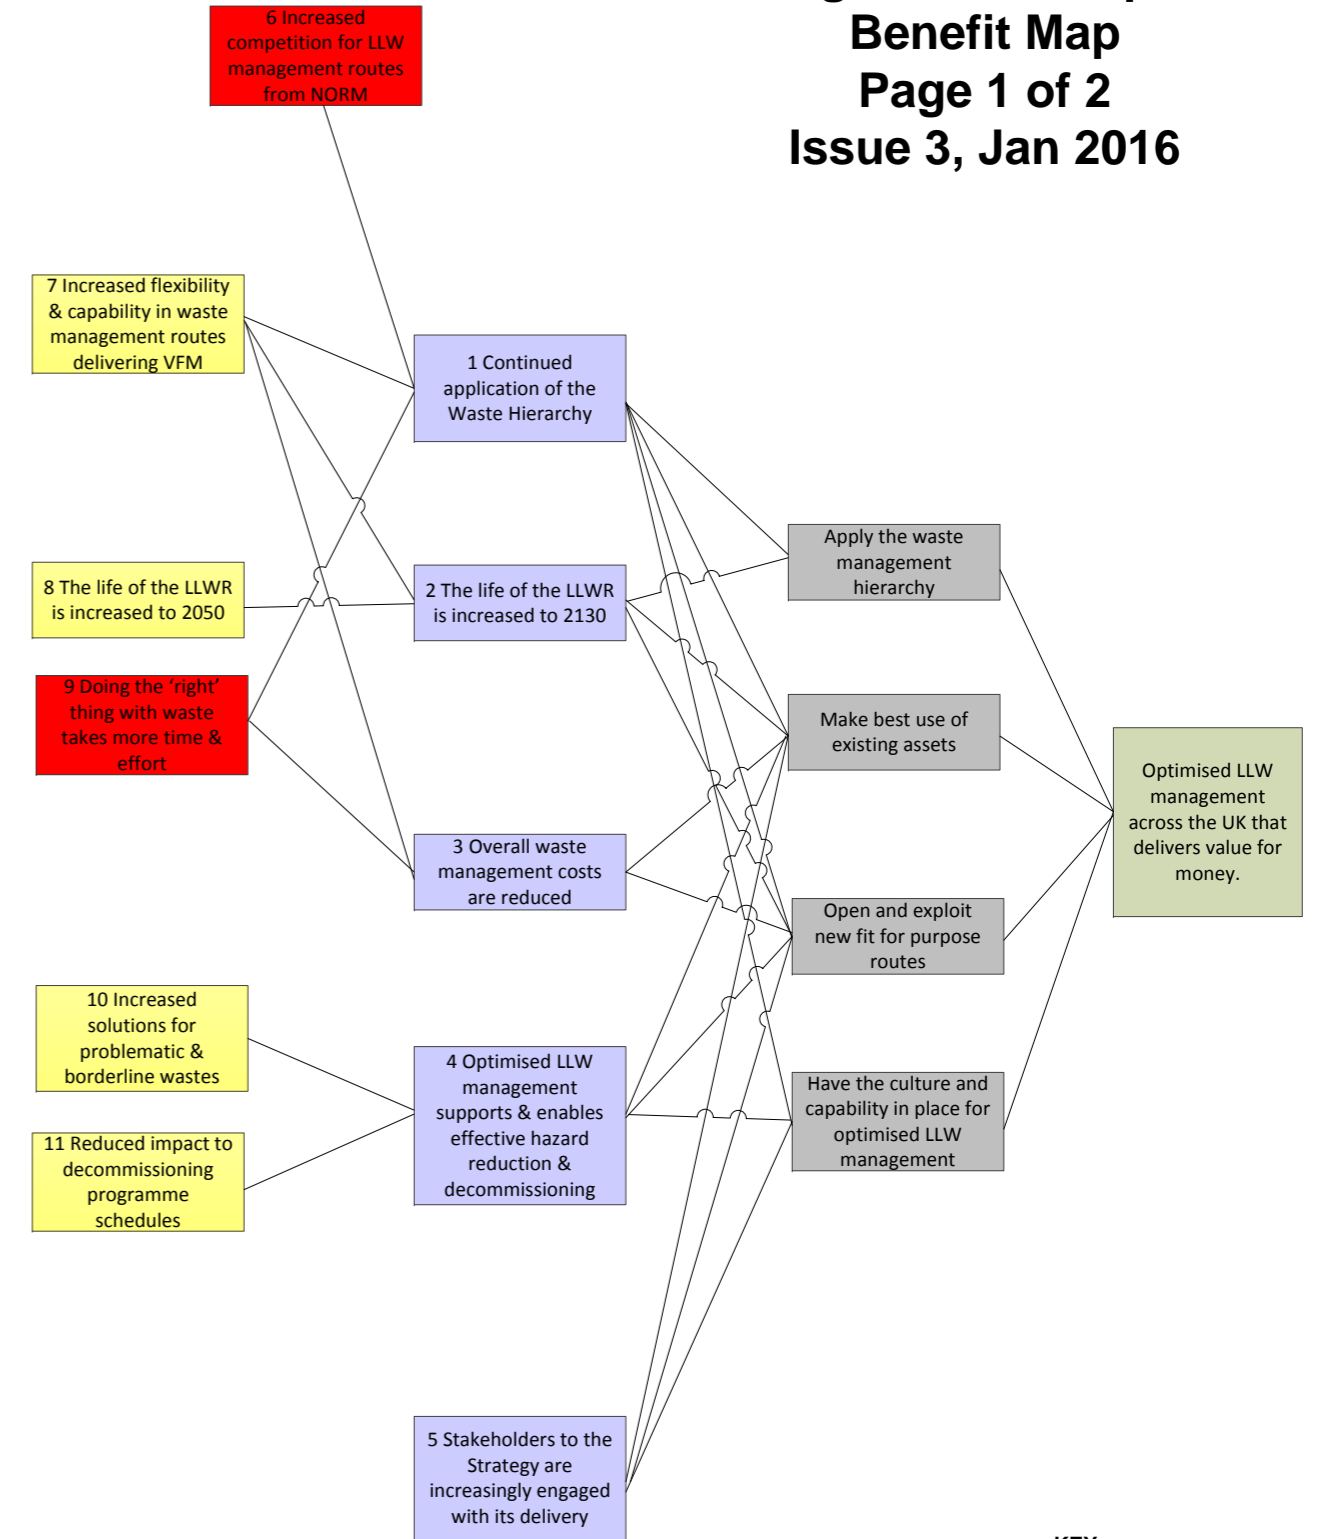 Benefit Map
Page 1 of 2
Issue 3, Jan 2016
6 Increased
competition for LLW
management routes
from NORM
7 Increased flexibility
& capability in waste
management routes
delivering VFM
1 Continued
application of the
Waste Hierarchy
Apply the waste
management
hierarchy
8 The life of the LLWR
is increased to 2050
2 The life of the LLWR
is increased to 2130
9 Doing the ‘right’
thing with waste
takes more time &
effort
Make best use of
existing assets
Optimised LLW
management
across the UK that
delivers value for
money.
3 Overall waste
management costs
are reduced
Open and exploit
new fit for purpose
routes
10 Increased
solutions for
problematic &
borderline wastes
4 Optimised LLW
management
supports & enables
effective hazard
reduction &
decommissioning
Have the culture and
capability in place for
optimised LLW
management
11 Reduced impact to
decommissioning
programme
schedules
5 Stakeholders to the
Strategy are
increasingly engaged
with its delivery